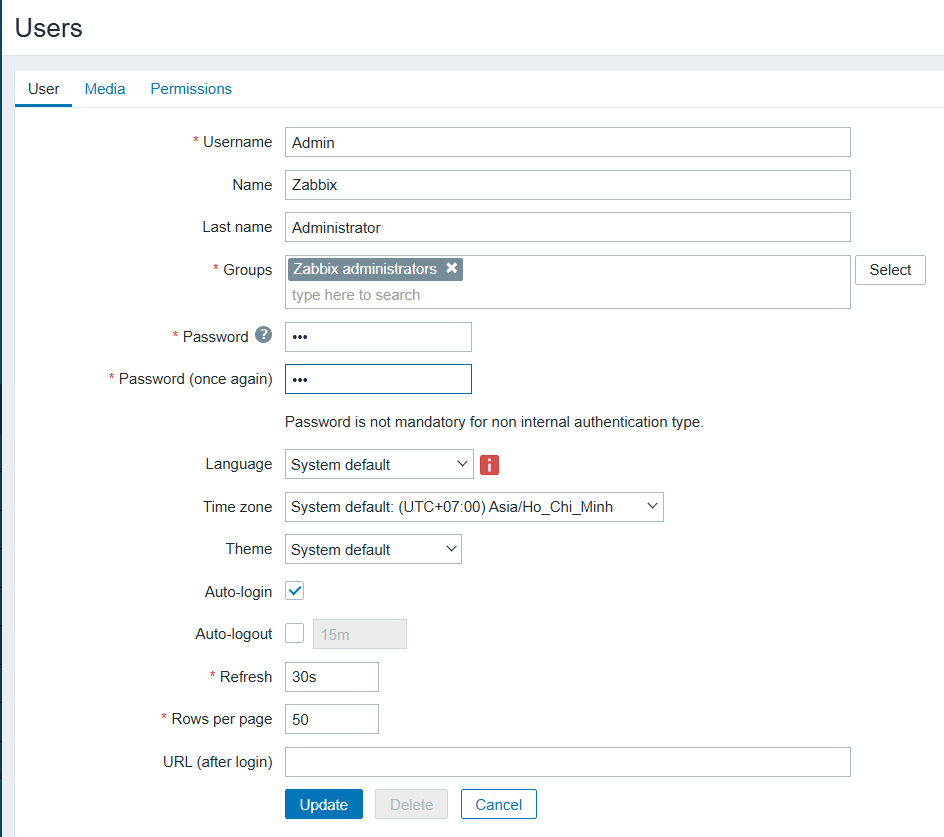 Users
User Media Permissions
* Username Admin
Name Zabbix
Last name Administrator
* Groups Zabbix administrators ✖ Select
type here to search
* Password ? •••
* Password (once again) •••
Password is not mandatory for non internal authentication type.
Language System default i
Time zone System default: (UTC+07:00) Asia/Ho_Chi_Minh
Theme System default
Auto-login
Auto-logout 15m
* Refresh 30s
* Rows per page 50
URL (after login)
Update Delete Cancel